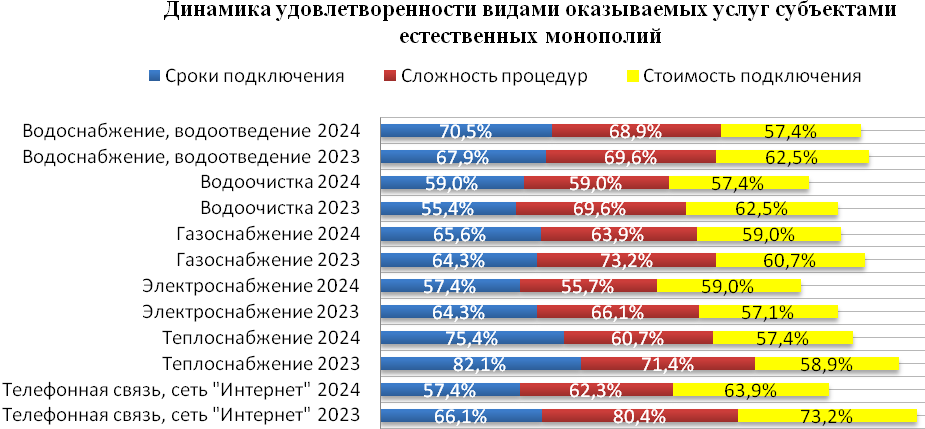 Динамика удовлетворенности видами оказываемых услуг субъектами
естественных монополий
Сроки подключения Сложность процедур Стоимость подключения
Водоснабжение, водоотведение 2024 70,5% 68,9% 57,4%
Водоснабжение, водоотведение 2023 67,9% 69,6% 62,5%
Водоочистка 2024 59,0% 59,0% 57,4%
Водоочистка 2023 55,4% 69,6% 62,5%
Газоснабжение 2024 65,6% 63,9% 59,0%
Газоснабжение 2023 64,3% 73,2% 60,7%
Электроснабжение 2024 57,4% 55,7% 59,0%
Электроснабжение 2023 64,3% 66,1% 57,1%
Теплоснабжение 2024 75,4% 60,7% 57,4%
Теплоснабжение 2023 82,1% 71,4% 58,9%
Телефонная связь, сеть "Интернет" 2024 57,4% 62,3% 63,9%
Телефонная связь, сеть "Интернет" 2023 66,1% 80,4% 73,2%